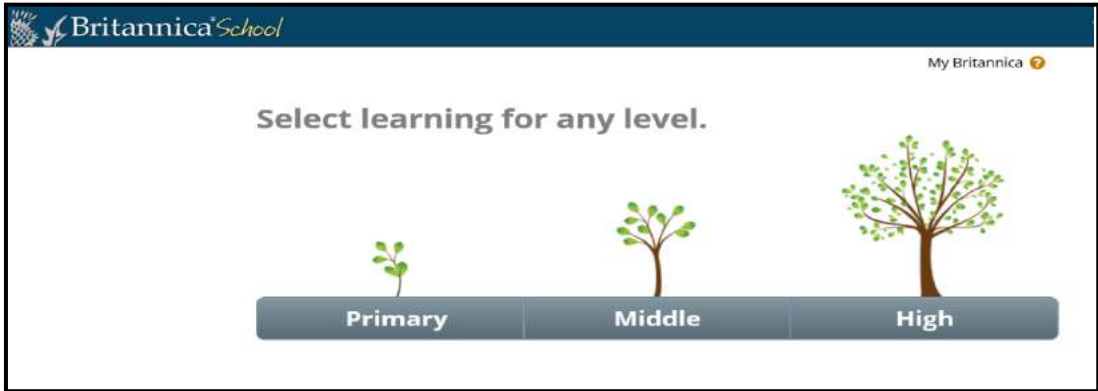 Britannica School
My Britannica ?
Select learning for any level.
Primary Middle High